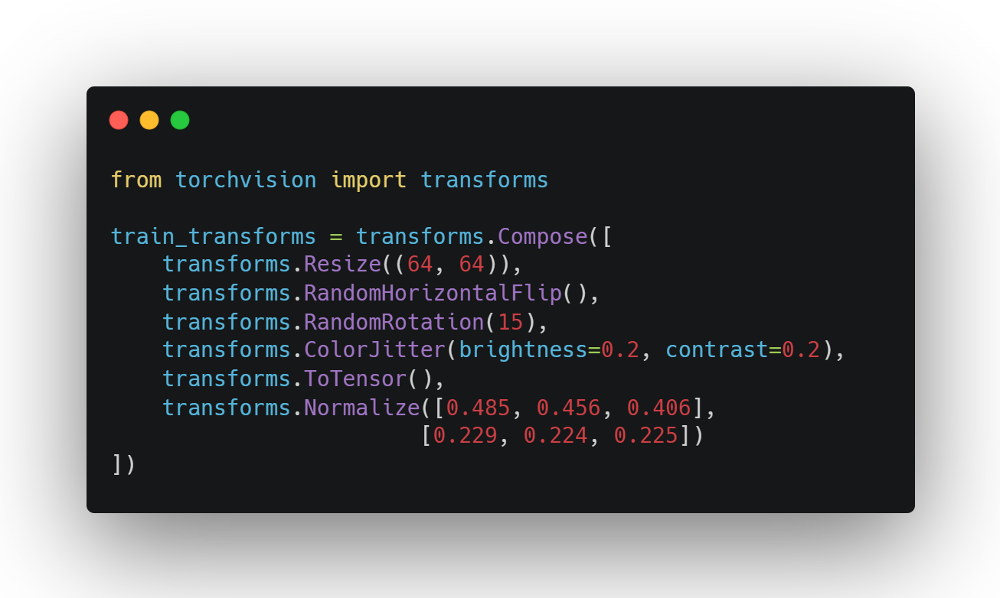 from torchvision import transforms

train_transforms = transforms.Compose([
    transforms.Resize((64, 64)),
    transforms.RandomHorizontalFlip(),
    transforms.RandomRotation(15),
    transforms.ColorJitter(brightness=0.2, contrast=0.2),
    transforms.ToTensor(),
    transforms.Normalize([0.485, 0.456, 0.406],
                        [0.229, 0.224, 0.225])
])